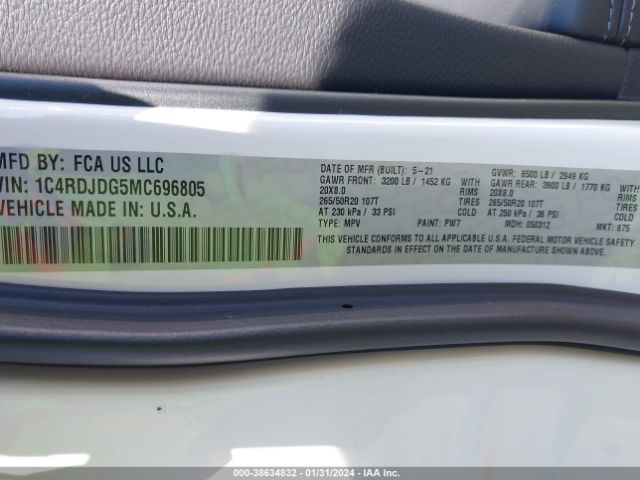 MFD BY: FCA US LLC
VIN: 1C4RDJDG5MC696805
VEHICLE MADE IN: U.S.A.
DATE OF MFR (BUILT): 5-21 GVWR: 6500 LB / 2949 KG
GAWR FRONT: 3200 LB / 1452 KG WITH GAWR REAR: 3900 LB / 1770 KG WITH
20X8.0 RIMS 20X8.0 RIMS
265/50R20 107T TIRES 265/50R20 107T TIRES
AT 230 kPa / 33 PSI COLD AT 250 kPa / 36 PSI COLD
TYPE: MPV PAINT: PW7 MDH: 050312 MKT: 875
THIS VEHICLE CONFORMS TO ALL APPLICABLE U.S.A. FEDERAL MOTOR VEHICLE SAFETY
STANDARDS IN EFFECT ON THE DATE OF MANUFACTURE SHOWN ABOVE.
000-38634832 - 01/31/2024 - IAA Inc.